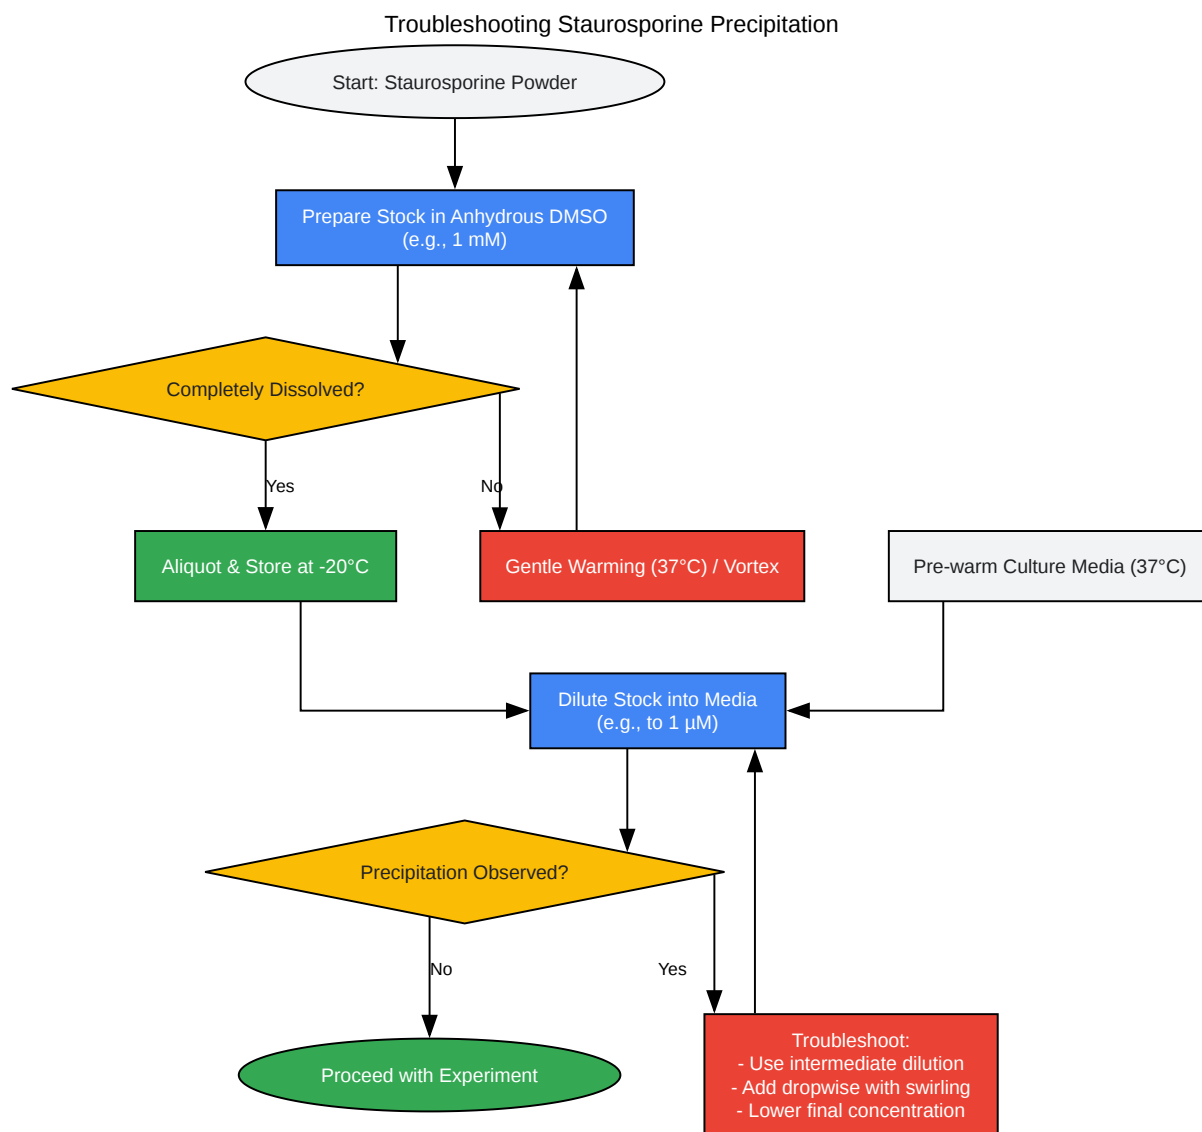 Troubleshooting Staurosporine Precipitation
Start: Staurosporine Powder
Prepare Stock in Anhydrous DMSO
(e.g., 1 mM)
Completely Dissolved?
Yes
No
Aliquot & Store at -20°C
Gentle Warming (37°C) / Vortex
Pre-warm Culture Media (37°C)
Dilute Stock into Media
(e.g., to 1 µM)
Precipitation Observed?
No
Yes
Proceed with Experiment
Troubleshoot:
- Use intermediate dilution
- Add dropwise with swirling
- Lower final concentration